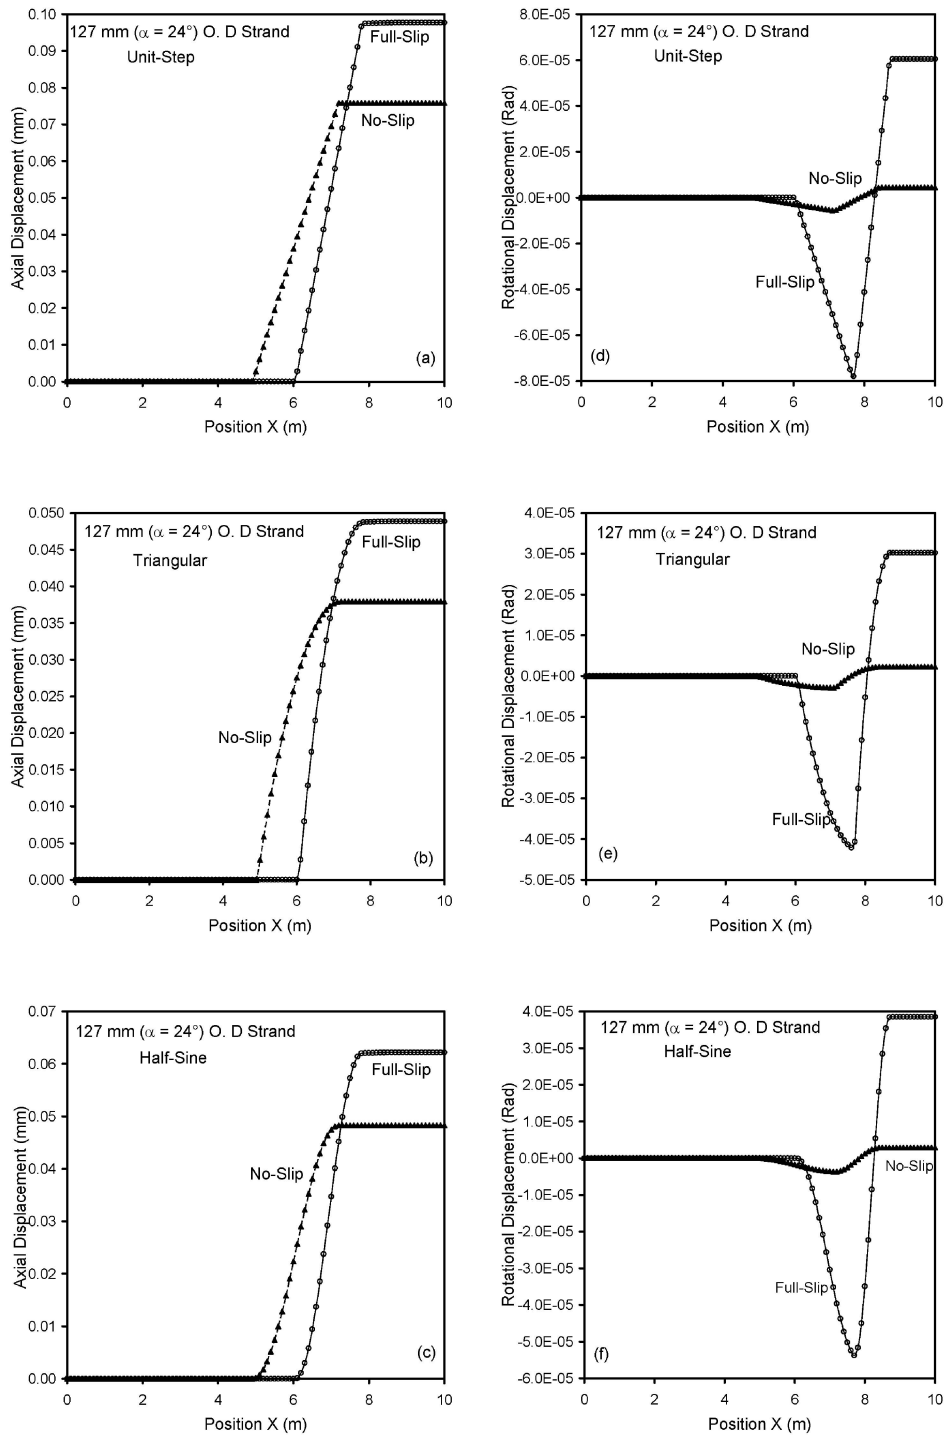 0.10
0.09
0.08
0.07
0.06
0.05
0.04
0.03
0.02
0.01
0.00
Axial Displacement (mm)
127 mm (α = 24°) O. D Strand
Unit-Step
Full-Slip
No-Slip
(a)
0 2 4 6 8 10
Position X (m)
8.0E-05
6.0E-05
4.0E-05
2.0E-05
0.0E+00
-2.0E-05
-4.0E-05
-6.0E-05
-8.0E-05
Rotational Displacement (Rad)
127 mm (α = 24°) O. D Strand
Unit-Step
No-Slip
Full-Slip
(d)
0 2 4 6 8 10
Position X (m)
0.050
0.045
0.040
0.035
0.030
0.025
0.020
0.015
0.010
0.005
0.000
Axial Displacement (mm)
127 mm (α = 24°) O. D Strand
Triangular
Full-Slip
No-Slip
(b)
0 2 4 6 8 10
Position X (m)
4.0E-05
3.0E-05
2.0E-05
1.0E-05
0.0E+00
-1.0E-05
-2.0E-05
-3.0E-05
-4.0E-05
-5.0E-05
Rotational Displacement (Rad)
127 mm (α = 24°) O. D Strand
Triangular
No-Slip
Full-Slip
(e)
0 2 4 6 8 10
Position X (m)
0.07
0.06
0.05
0.04
0.03
0.02
0.01
0.00
Axial Displacement (mm)
127 mm (α = 24°) O. D Strand
Half-Sine
Full-Slip
No-Slip
(c)
0 2 4 6 8 10
Position X (m)
4.0E-05
3.0E-05
2.0E-05
1.0E-05
0.0E+00
-1.0E-05
-2.0E-05
-3.0E-05
-4.0E-05
-5.0E-05
-6.0E-05
Rotational Displacement (Rad)
127 mm (α = 24°) O. D Strand
Half-Sine
No-Slip
Full-Slip
(f)
0 2 4 6 8 10
Position X (m)